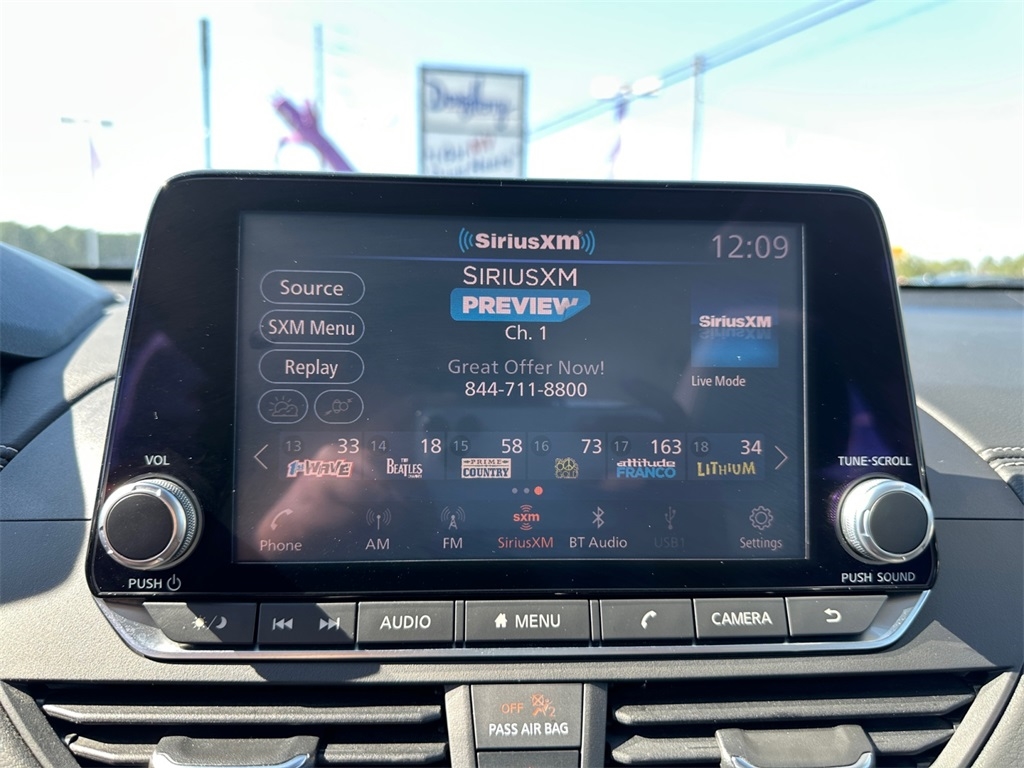 SiriusXM
12:09
SIRIUSXM
PREVIEW
Ch. 1
Source
SXM Menu
Replay
Great Offer Now!
844-711-8800
SiriusXM
Live Mode
13 33 14 18 15 58 16 73 17 163 18 34
1st WAVE THE BEATLES CHANNEL PRIME COUNTRY attitude FRANCO LITHIUM
Phone AM FM sxm SiriusXM BT Audio USB1 Settings
VOL
PUSH
TUNE·SCROLL
PUSH SOUND
AUDIO MENU CAMERA
OFF 2
PASS AIR BAG